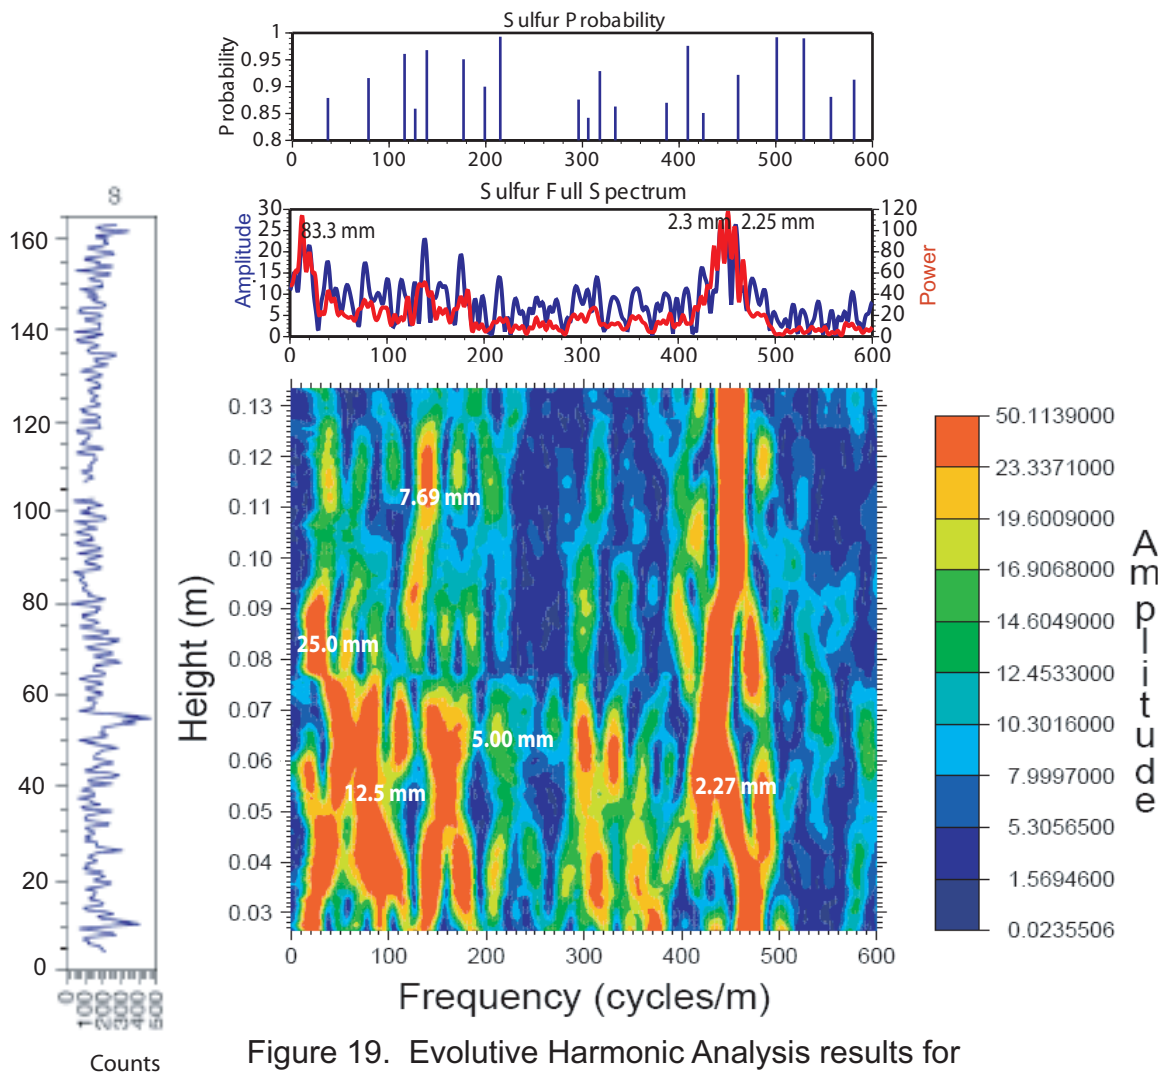 Sulfur Probability
Probability
1
0.95
0.9
0.85
0.8
0 100 200 300 400 500 600
Sulfur Full Spectrum
Amplitude
30
25
20
15
10
5
0
83.3 mm
2.3 mm
2.25 mm
120
100
80
60
40
20
0
Power
0 100 200 300 400 500 600
S
160
140
120
100
80
60
40
20
0
0 100 200 300 400 500
Counts
Height (m)
0.13
0.12
0.11
0.10
0.09
0.08
0.07
0.06
0.05
0.04
0.03
7.69 mm
25.0 mm
5.00 mm
12.5 mm
2.27 mm
0 100 200 300 400 500 600
Frequency (cycles/m)
50.1139000
23.3371000
19.6009000
16.9068000
14.6049000
12.4533000
10.3016000
7.9997000
5.3056500
1.5694600
0.0235506
Amplitude
Figure 19. Evolutive Harmonic Analysis results for